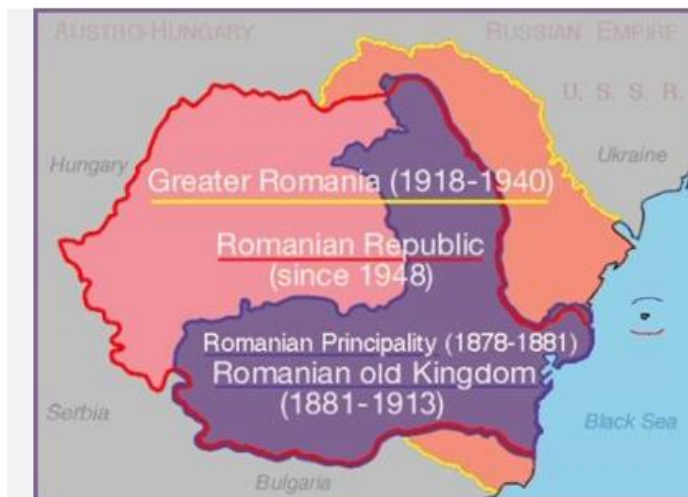 AUSTRO-HUNGARY
RUSSIAN EMPIRE
U. S. S. R.
Hungary
Ukraine
Greater Romania (1918-1940)
Romanian Republic
(since 1948)
Romanian Principality (1878-1881)
Romanian old Kingdom
(1881-1913)
Serbia
Black Sea
Bulgaria